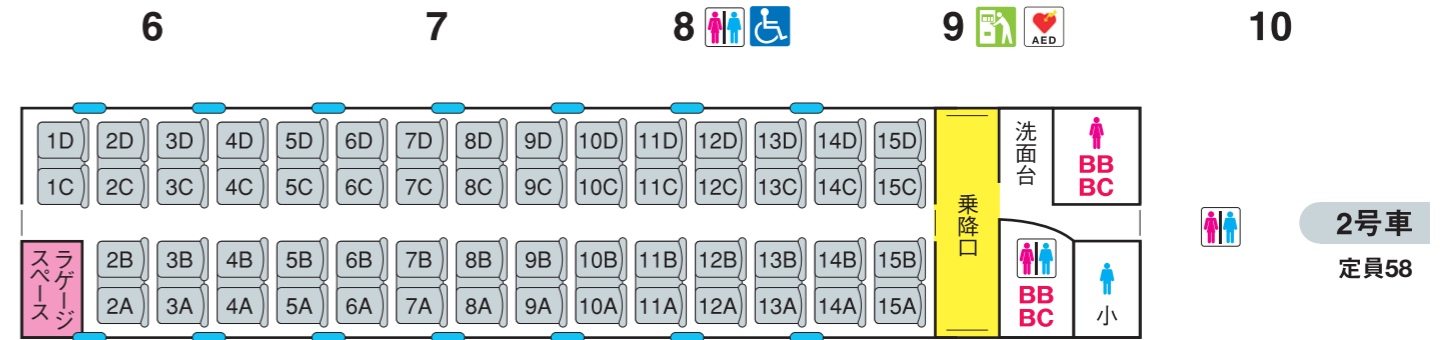 6 7 8 9 AED 10
1D 2D 3D 4D 5D 6D 7D 8D 9D 10D 11D 12D 13D 14D 15D
1C 2C 3C 4C 5C 6C 7C 8C 9C 10C 11C 12C 13C 14C 15C
2B 3B 4B 5B 6B 7B 8B 9B 10B 11B 12B 13B 14B 15B
2A 3A 4A 5A 6A 7A 8A 9A 10A 11A 12A 13A 14A 15A
ラゲージ
スペース
乗降口
洗面台
BB
BC
BB
BC
小
2号車
定員58